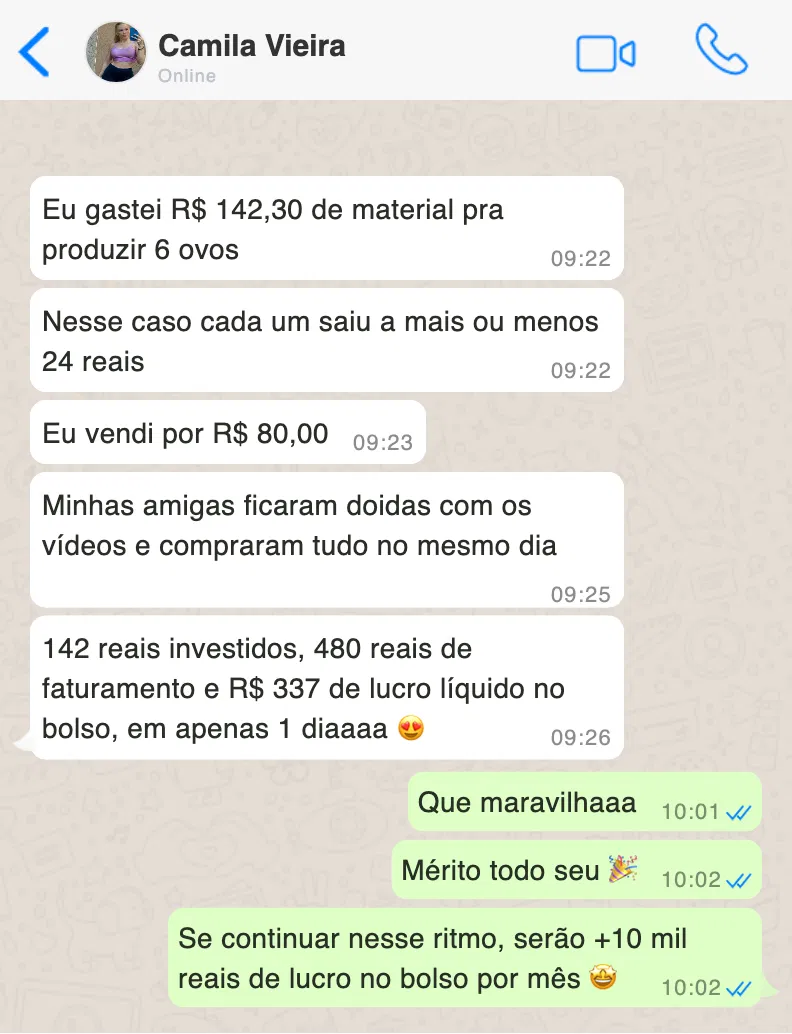 Camila Vieira
Online
Eu gastei R$ 142,30 de material pra
produzir 6 ovos
09:22
Nesse caso cada um saiu a mais ou menos
24 reais
09:22
Eu vendi por R$ 80,00 09:23
Minhas amigas ficaram doidas com os
vídeos e compraram tudo no mesmo dia
09:25
142 reais investidos, 480 reais de
faturamento e R$ 337 de lucro líquido no
bolso, em apenas 1 diaaaa 😍 09:26
Que maravilhaaa 10:01
Mérito todo seu 🎉 10:02
Se continuar nesse ritmo, serão +10 mil
reais de lucro no bolso por mês 🤩 10:02